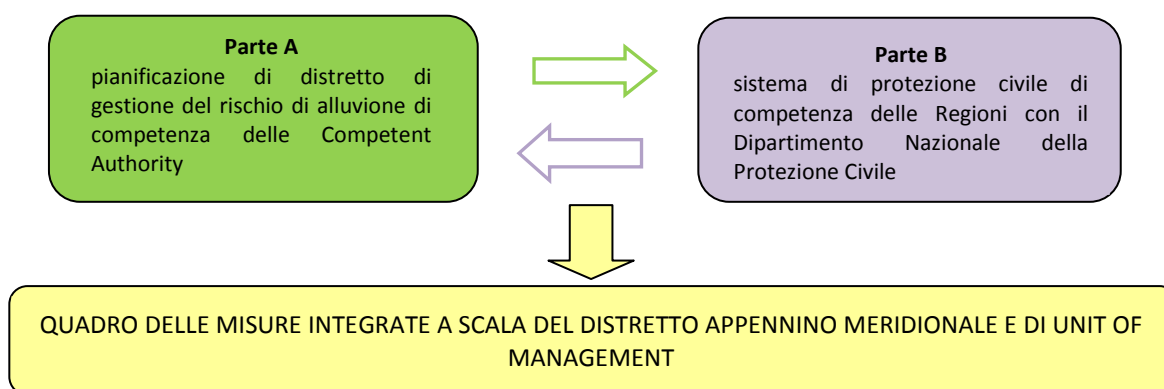 Parte A
pianificazione di distretto di
gestione del rischio di alluvione di
competenza delle Competent
Authority
Parte B
sistema di protezione civile di
competenza delle Regioni con il
Dipartimento Nazionale della
Protezione Civile
QUADRO DELLE MISURE INTEGRATE A SCALA DEL DISTRETTO APPENNINO MERIDIONALE E DI UNIT OF
MANAGEMENT